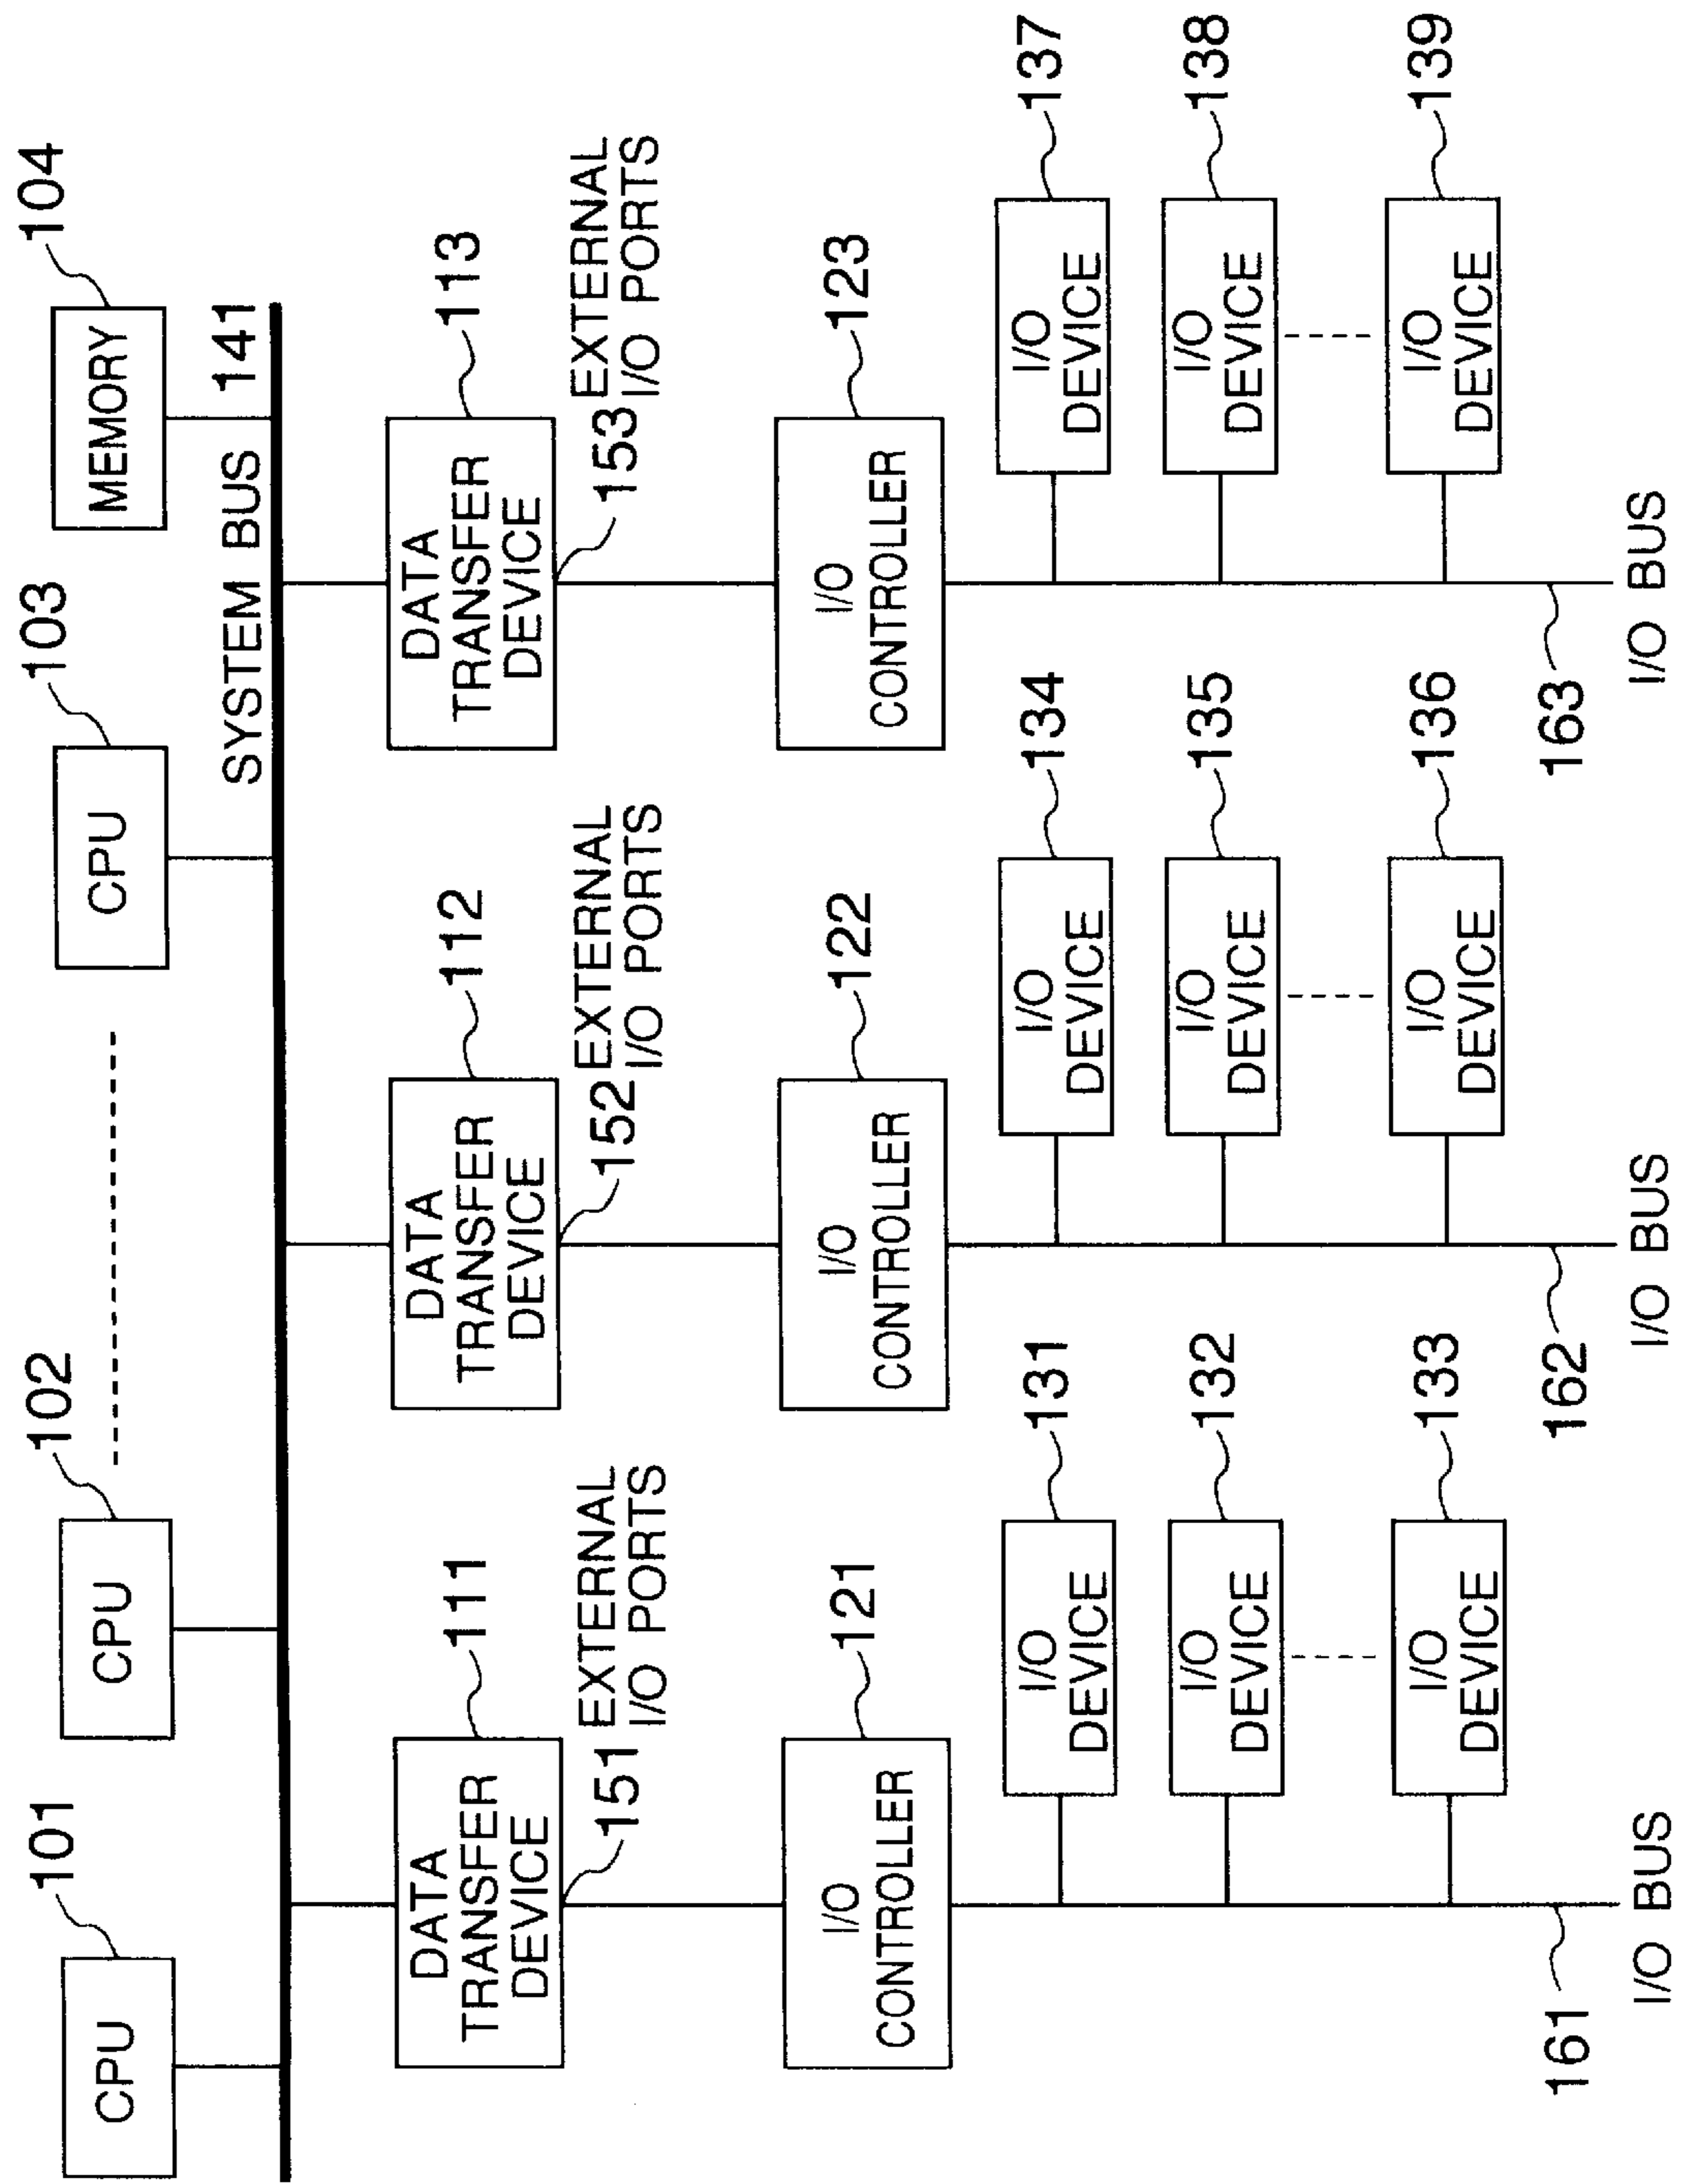 101
CPU
102
CPU
103
CPU
104
MEMORY
SYSTEM BUS 141
111
DATA
TRANSFER
DEVICE
151
EXTERNAL
I/O PORTS
112
DATA
TRANSFER
DEVICE
152
EXTERNAL
I/O PORTS
113
DATA
TRANSFER
DEVICE
153
EXTERNAL
I/O PORTS
121
I/O
CONTROLLER
122
I/O
CONTROLLER
123
I/O
CONTROLLER
131
I/O
DEVICE
134
I/O
DEVICE
137
I/O
DEVICE
132
I/O
DEVICE
135
I/O
DEVICE
138
I/O
DEVICE
133
I/O
DEVICE
136
I/O
DEVICE
139
I/O
DEVICE
161
I/O BUS
162
I/O BUS
163
I/O BUS